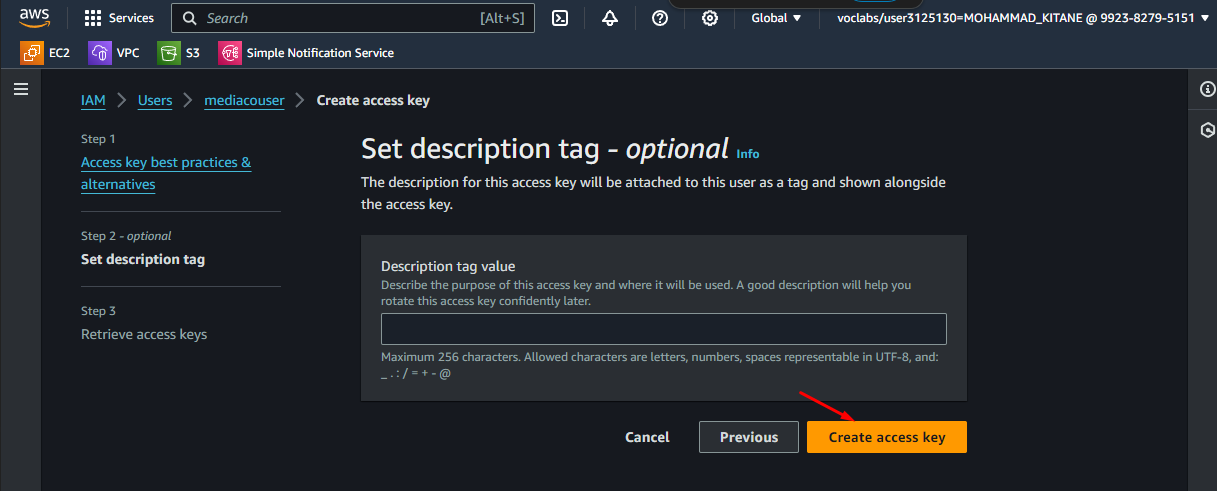 aws
Services
Search
[Alt+S]
Global
voclabs/user3125130=MOHAMMAD_KITANE @ 9923-8279-5151
EC2
VPC
S3
Simple Notification Service
IAM
Users
mediacouser
Create access key
Step 1
Access key best practices &
alternatives
Step 2 - optional
Set description tag
Step 3
Retrieve access keys
Set description tag - optional Info
The description for this access key will be attached to this user as a tag and shown alongside
the access key.
Description tag value
Describe the purpose of this access key and where it will be used. A good description will help you
rotate this access key confidently later.
Maximum 256 characters. Allowed characters are letters, numbers, spaces representable in UTF-8, and:
_ . : / = + - @
Cancel
Previous
Create access key